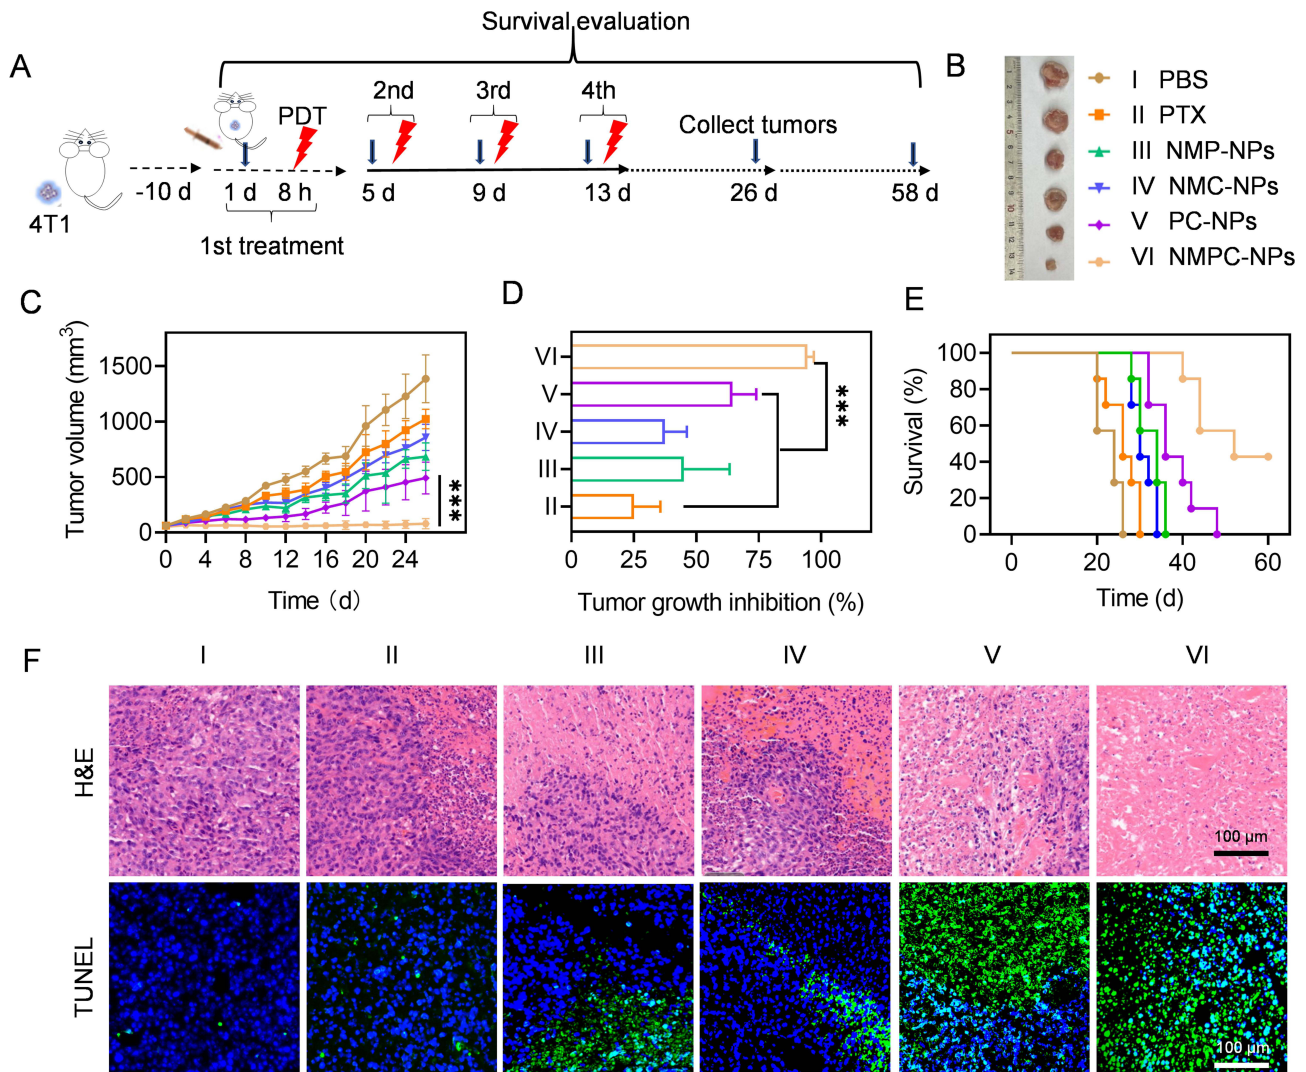 Survival evaluation
A
2nd
3rd
4th
PDT
Collect tumors
4T1
-10 d
1 d
8 h
5 d
9 d
13 d
26 d
58 d
1st treatment
B
I PBS
II PTX
III NMP-NPs
IV NMC-NPs
V PC-NPs
VI NMPC-NPs
C
Tumor volume (mm³)
1500
1000
500
0
0 4 8 12 16 20 24
Time (d)
***
D
VI
V
IV
III
II
***
0 25 50 75 100
Tumor growth inhibition (%)
E
Survival (%)
100
80
60
40
20
0
0 20 40 60
Time (d)
F
I II III IV V VI
H&E
100 μm
TUNEL
100 μm